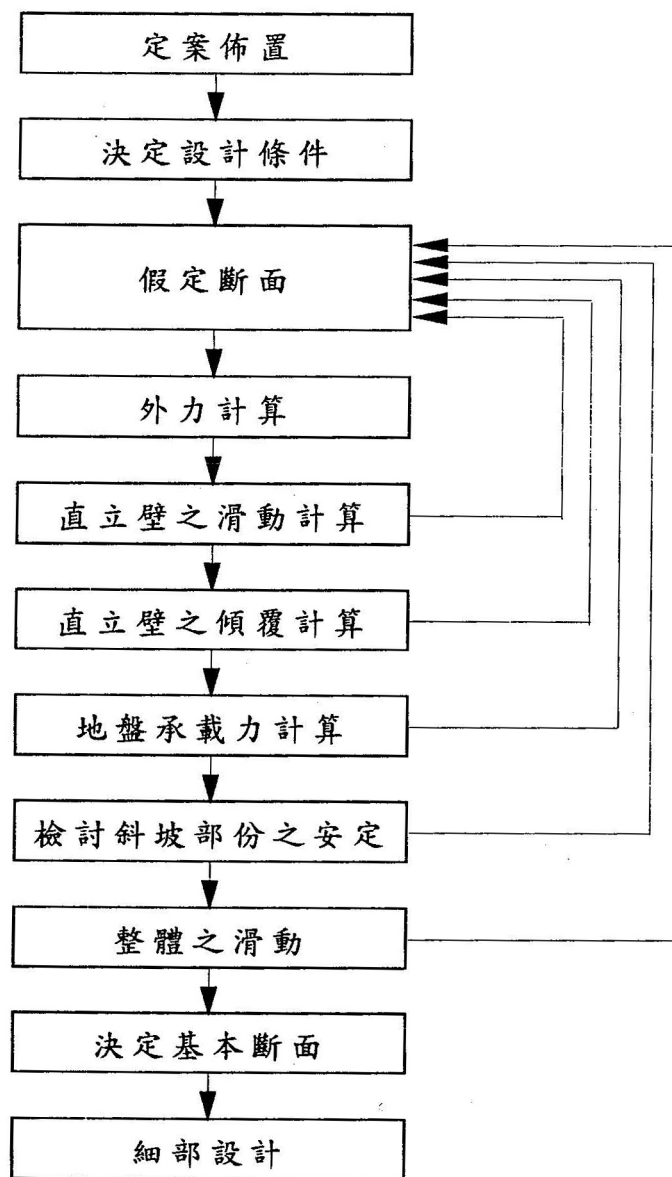 定案佈置
決定設計條件
假定斷面
外力計算
直立壁之滑動計算
直立壁之傾覆計算
地盤承載力計算
檢討斜坡部份之安定
整體之滑動
決定基本斷面
細部設計